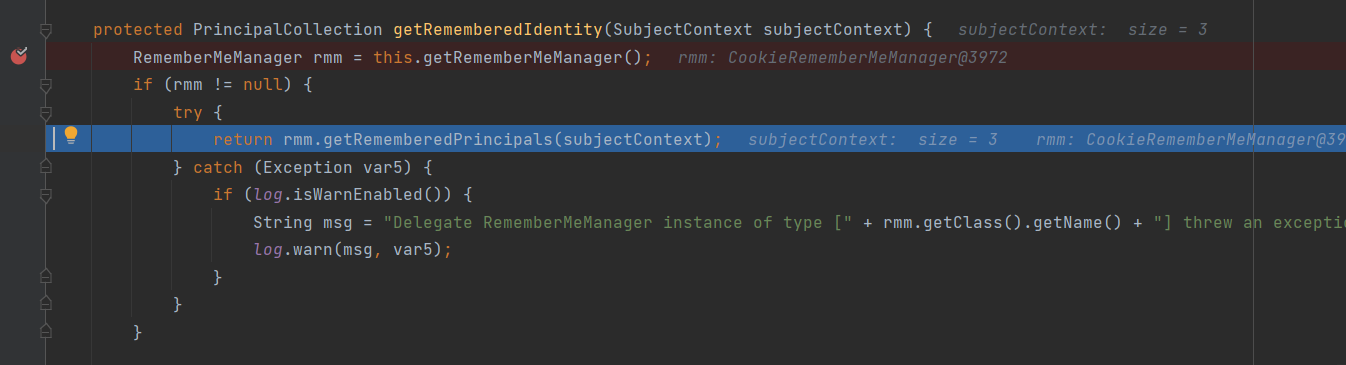 protected PrincipalCollection getRememberedIdentity(SubjectContext subjectContext) { subjectContext: size = 3
RememberMeManager rmm = this.getRememberMeManager(); rmm: CookieRememberMeManager@3972
if (rmm != null) {
try {
return rmm.getRememberedPrincipals(subjectContext); subjectContext: size = 3 rmm: CookieRememberMeManager@39
} catch (Exception var5) {
if (log.isWarnEnabled()) {
String msg = "Delegate RememberMeManager instance of type [" + rmm.getClass().getName() + "] threw an excepti
log.warn(msg, var5);
}
}
}